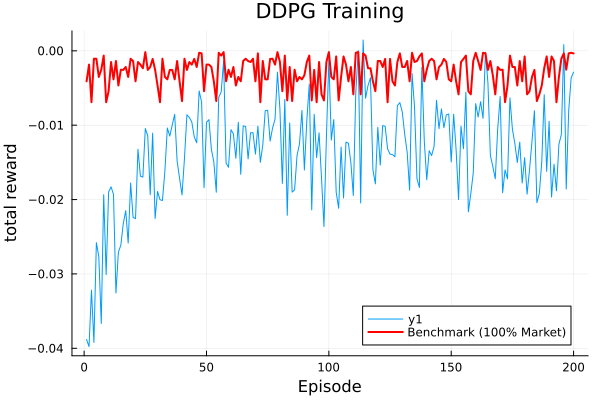 DDPG Training
total reward
0.00
−0.01
−0.02
−0.03
−0.04
0
50
100
150
200
Episode
y1
Benchmark (100% Market)